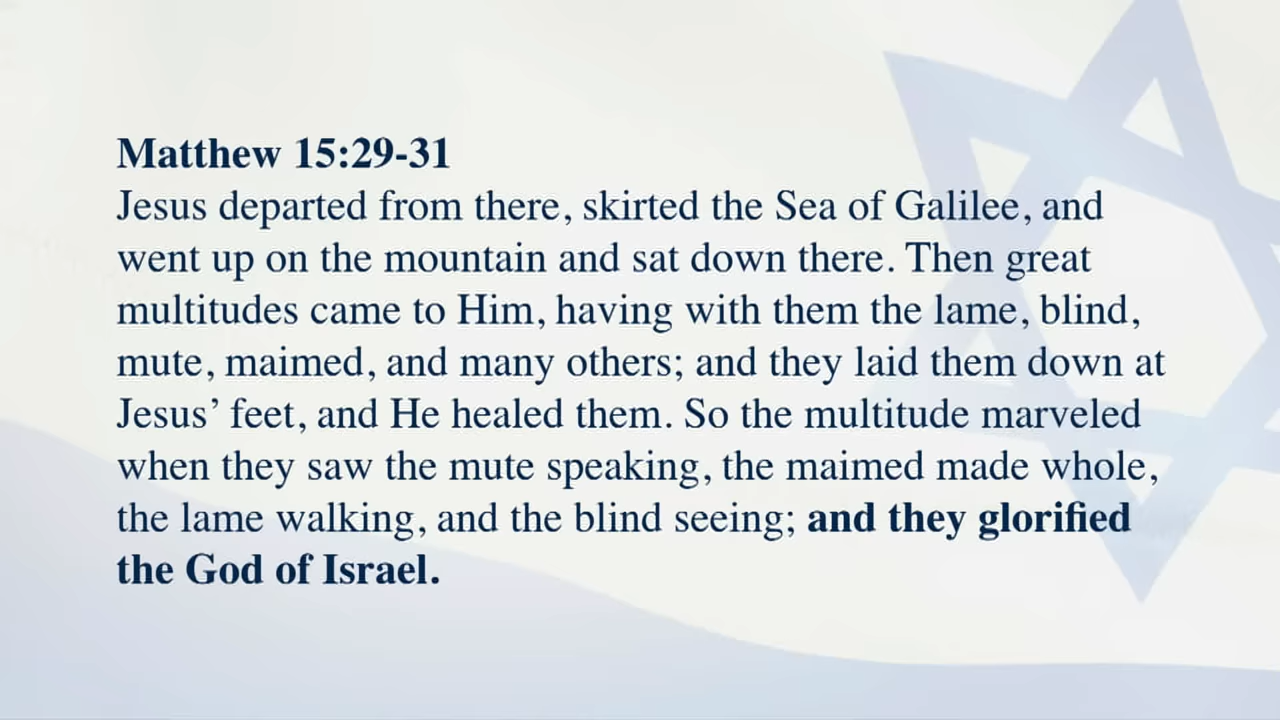 Matthew 15:29-31
Jesus departed from there, skirted the Sea of Galilee, and
went up on the mountain and sat down there. Then great
multitudes came to Him, having with them the lame, blind,
mute, maimed, and many others; and they laid them down at
Jesus’ feet, and He healed them. So the multitude marveled
when they saw the mute speaking, the maimed made whole,
the lame walking, and the blind seeing; and they glorified
the God of Israel.